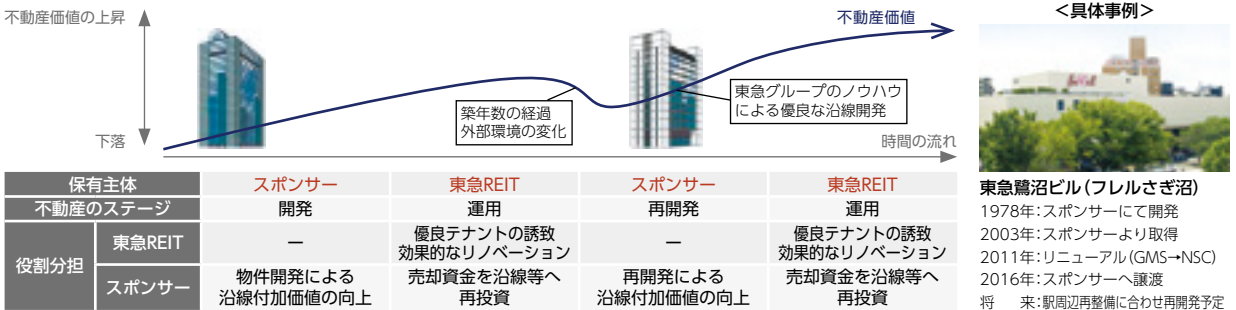 不動産価値の上昇
下落
不動産価値
築年数の経過
外部環境の変化
東急グループのノウハウ
による優良な沿線開発
時間の流れ
保有主体 スポンサー 東急REIT スポンサー 東急REIT
不動産のステージ 開発 運用 再開発 運用
役割分担
東急REIT
―
優良テナントの誘致
効果的なリノベーション
―
優良テナントの誘致
効果的なリノベーション
スポンサー
物件開発による
沿線付加価値の向上
売却資金を沿線等へ
再投資
再開発による
沿線付加価値の向上
売却資金を沿線等へ
再投資
＜具体事例＞
東急鷺沼ビル（フレルさぎ沼）
1978年：スポンサーにて開発
2003年：スポンサーより取得
2011年：リニューアル（GMS→NSC）
2016年：スポンサーへ譲渡
将　来：駅周辺再整備に合わせ再開発予定